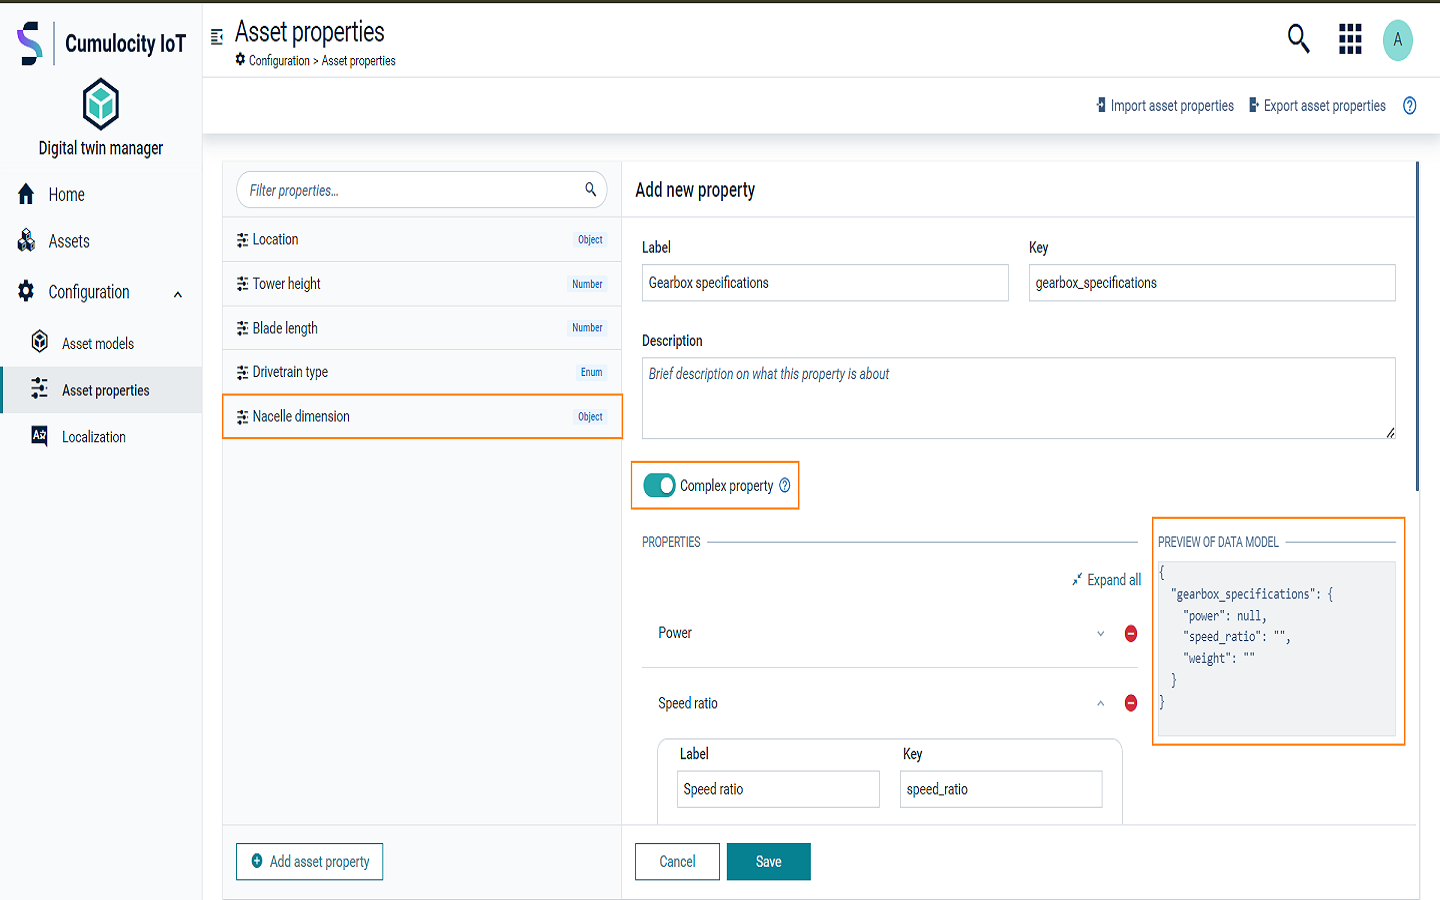 Cumulocity IoT
Digital twin manager
Home
Assets
Configuration
Asset models
Asset properties
Localization
Asset properties
Configuration > Asset properties
A
Import asset properties
Export asset properties
Filter properties...
Location Object
Tower height Number
Blade length Number
Drivetrain type Enum
Nacelle dimension Object
Add asset property
Add new property
Label Key
Gearbox specifications gearbox_specifications
Description
Brief description on what this property is about
Complex property
PROPERTIES
Expand all
Power
Speed ratio
Label Key
Speed ratio speed_ratio
PREVIEW OF DATA MODEL
{
"gearbox_specifications": {
"power": null,
"speed_ratio": "",
"weight": ""
}
}
Cancel Save